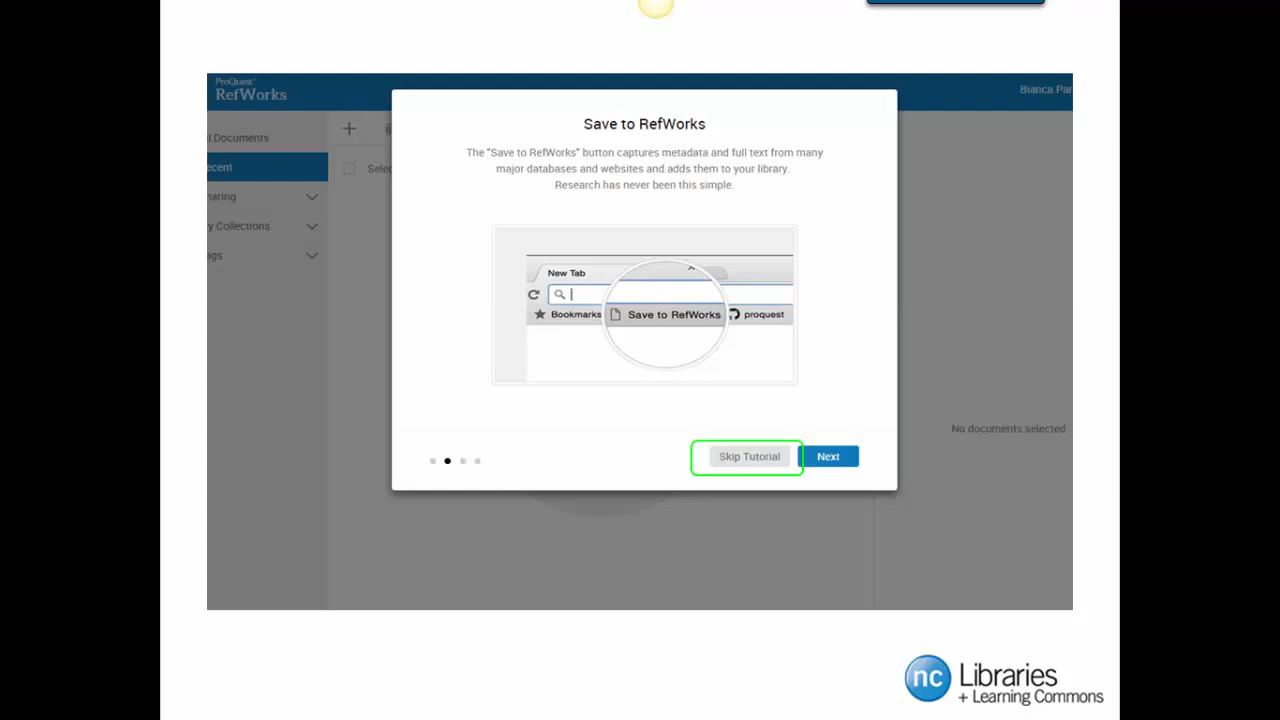 ProQuest
RefWorks
Bianca Par
l Documents
ecent
haring
y Collections
ags
Selec
Save to RefWorks
The "Save to RefWorks" button captures metadata and full text from many
major databases and websites and adds them to your library.
Research has never been this simple.
New Tab
Bookmarks
Save to RefWorks
proquest
No documents selected
Skip Tutorial
Next
nc
Libraries
+ Learning Commons